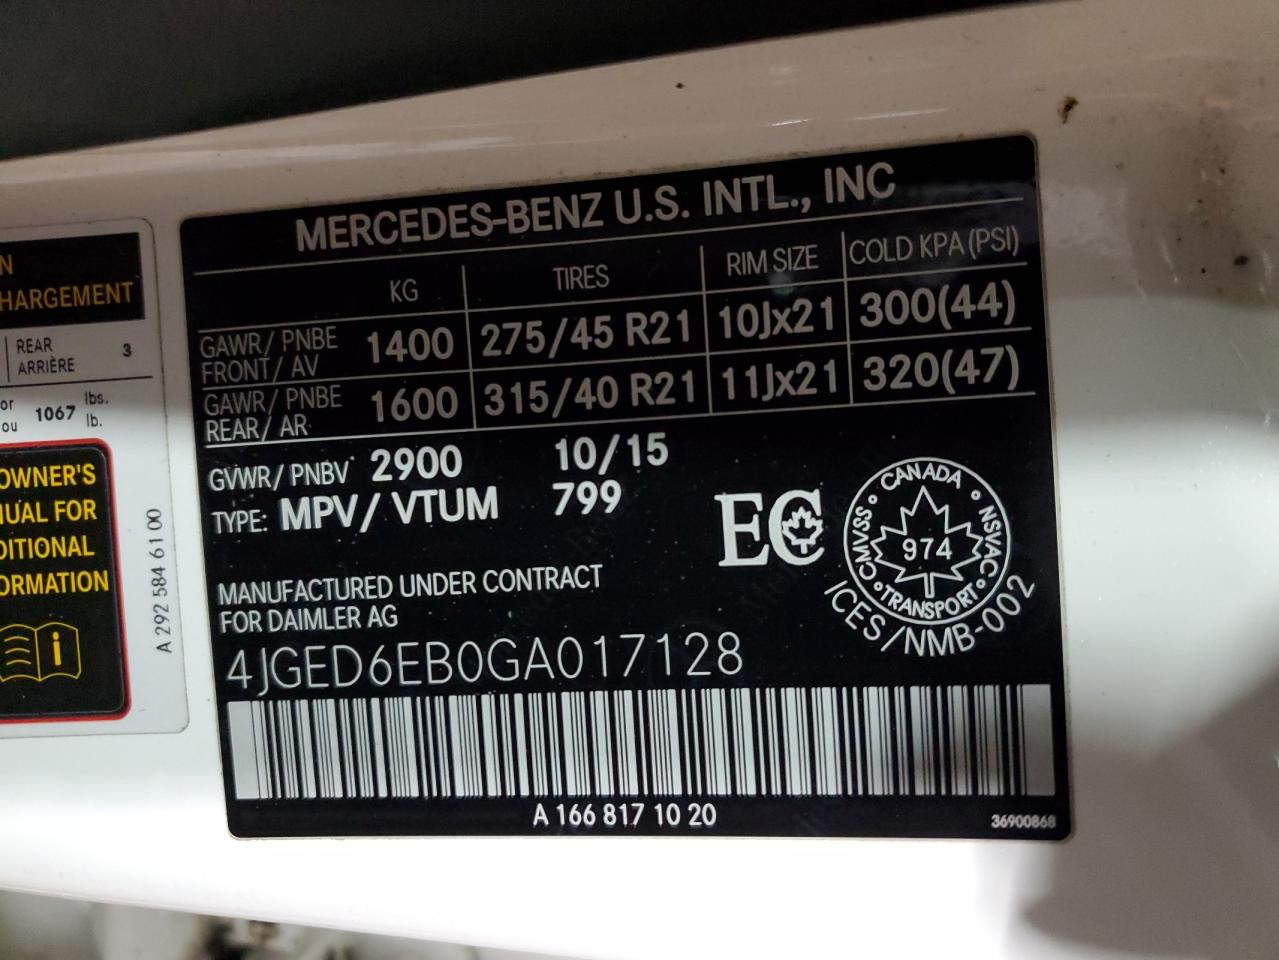 MERCEDES-BENZ U.S. INTL., INC
KG TIRES RIM SIZE COLD KPA (PSI)
GAWR/ PNBE FRONT/ AV 1400 275/45 R21 10Jx21 300(44)
GAWR/ PNBE REAR/ AR 1600 315/40 R21 11Jx21 320(47)
GVWR/ PNBV 2900 10/15
TYPE: MPV/ VTUM 799
EC
CANADA
CMVSS NSVAC
974
TRANSPORT
ICES/NMB-002
MANUFACTURED UNDER CONTRACT
FOR DAIMLER AG
4JGED6EB0GA017128
A 166 817 10 20
36900868
N
HARGEMENT
REAR
ARRIÈRE 3
or
ou 1067 lbs.
lb.
OWNER'S
UAL FOR
DITIONAL
ORMATION
i
A 292 584 61 00